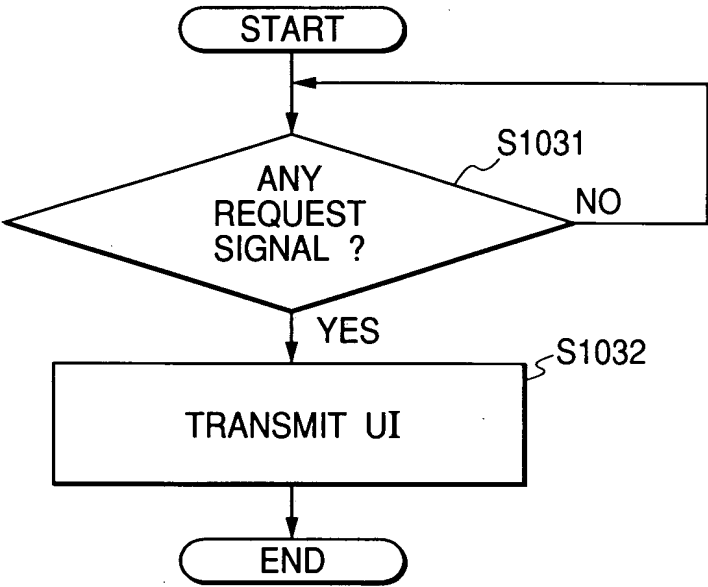 START
S1031
ANY
REQUEST
SIGNAL ?
NO
YES
S1032
TRANSMIT UI
END